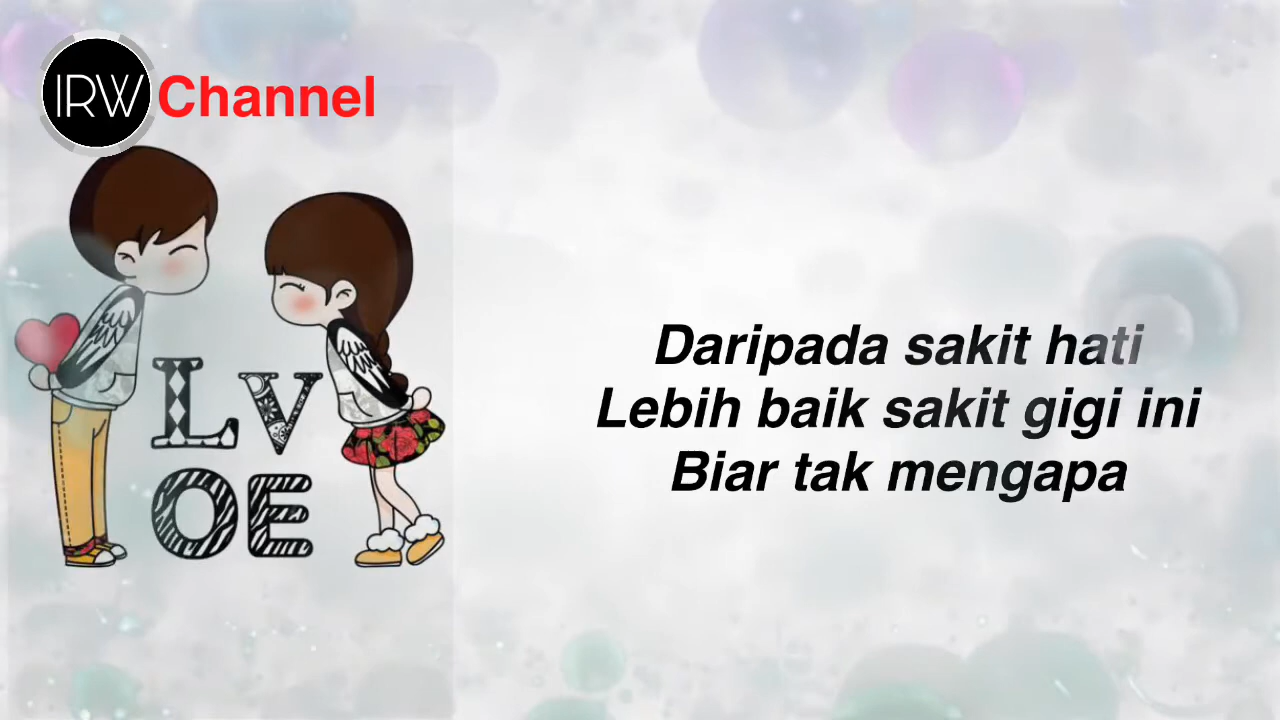 IRW Channel
LV
OE
Daripada sakit hati
Lebih baik sakit gigi ini
Biar tak mengapa